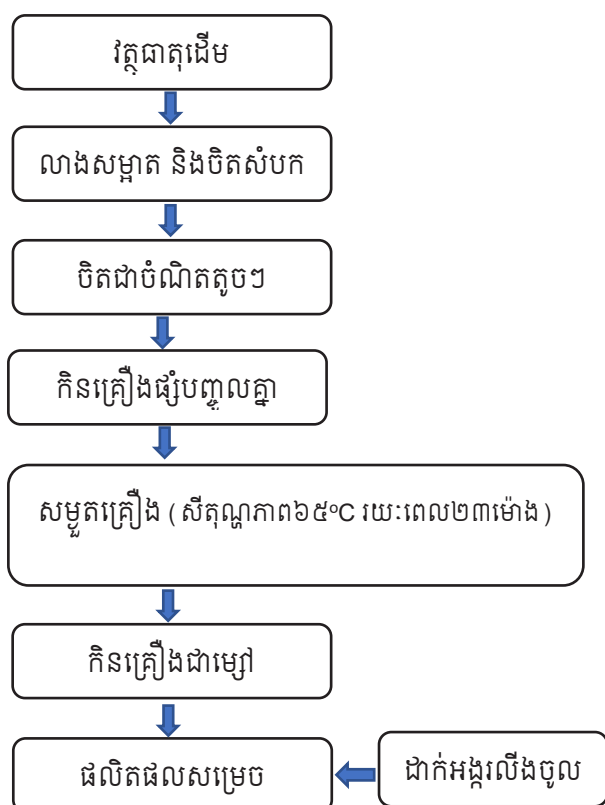 វត្ថុធាតុដើម
លាងសម្អាត និងចិតសំបក
ចិតជាចំណិតតូចៗ
កិនគ្រឿងផ្សំបញ្ចូលគ្នា
សម្ងួតគ្រឿង ( សីតុណ្ហភាព៦៥ºC រយៈពេល២៣ម៉ោង )
កិនគ្រឿងជាម្សៅ
ផលិតផលសម្រេច
ដាក់អង្ករលីងចូល